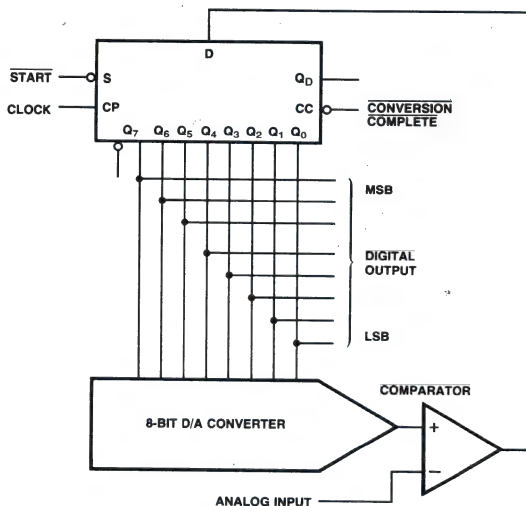 D
START
S
Q_D
CLOCK
CP
CC
CONVERSION
COMPLETE
Q7 Q6 Q5 Q4 Q3 Q2 Q1 Q0
MSB
DIGITAL
OUTPUT
LSB
COMPARATOR
8-BIT D/A CONVERTER
+
−
ANALOG INPUT